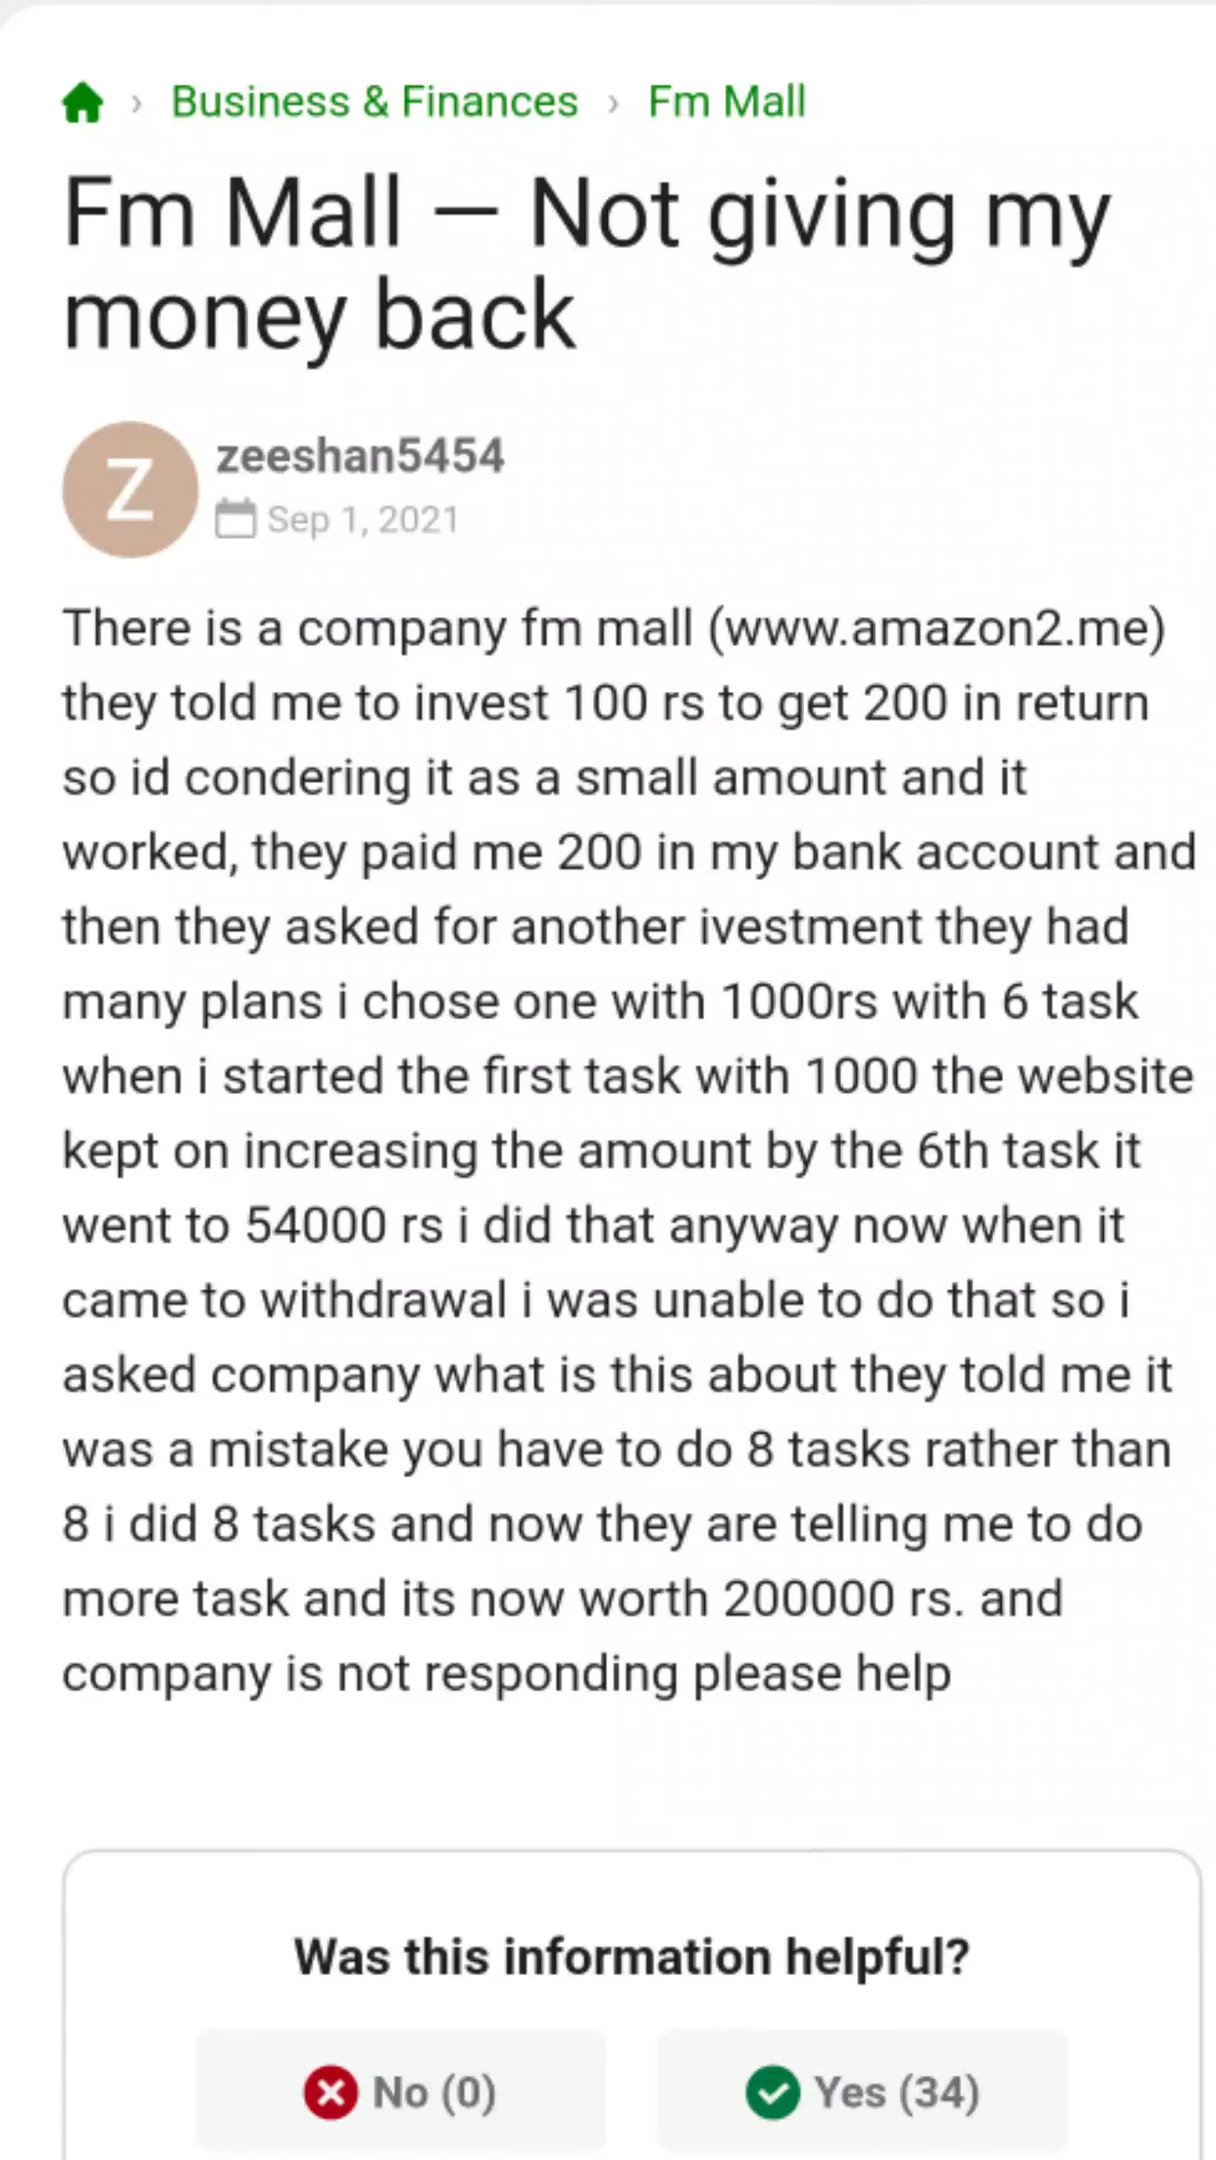 › Business & Finances › Fm Mall
Fm Mall — Not giving my
money back
Z
zeeshan5454
Sep 1, 2021
There is a company fm mall (www.amazon2.me)
they told me to invest 100 rs to get 200 in return
so id condering it as a small amount and it
worked, they paid me 200 in my bank account and
then they asked for another ivestment they had
many plans i chose one with 1000rs with 6 task
when i started the first task with 1000 the website
kept on increasing the amount by the 6th task it
went to 54000 rs i did that anyway now when it
came to withdrawal i was unable to do that so i
asked company what is this about they told me it
was a mistake you have to do 8 tasks rather than
8 i did 8 tasks and now they are telling me to do
more task and its now worth 200000 rs. and
company is not responding please help
Was this information helpful?
No (0) Yes (34)